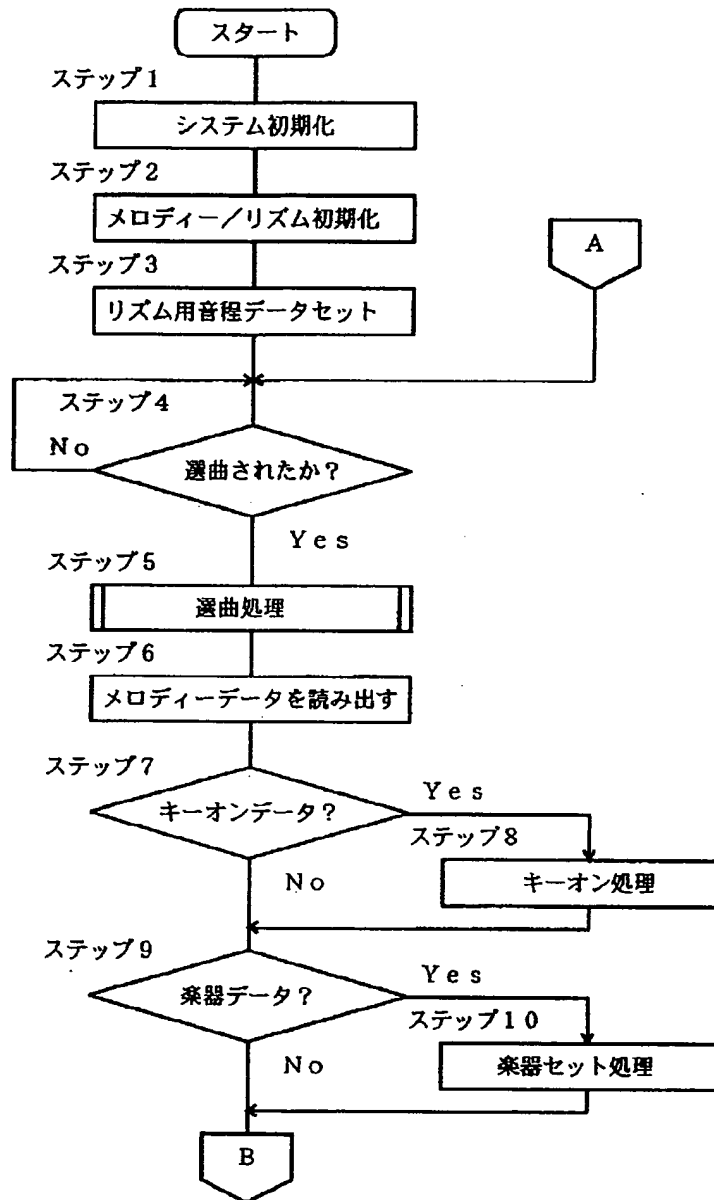 スタート
ステップ1
システム初期化
ステップ2
メロディー/リズム初期化
ステップ3
リズム用音程データセット
A
ステップ4
No
選曲されたか?
Yes
ステップ5
選曲処理
ステップ6
メロディーデータを読み出す
ステップ7
キーオンデータ?
Yes
ステップ8
キーオン処理
No
ステップ9
楽器データ?
Yes
ステップ10
楽器セット処理
No
B